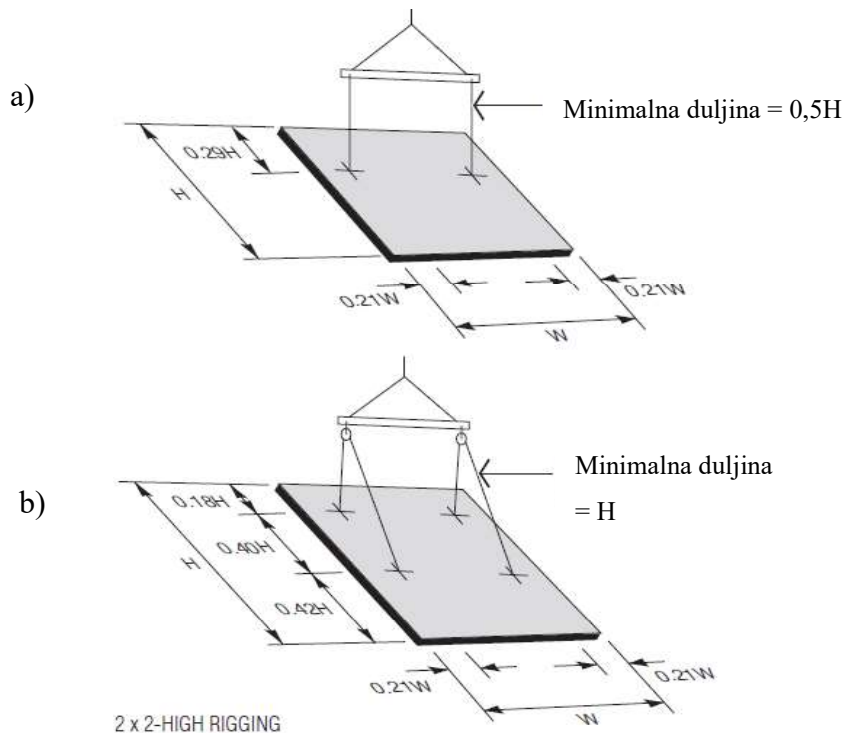 a)
Minimalna duljina = 0,5H
0.29H
H
0.21W
0.21W
W
b)
Minimalna duljina
= H
0.18H
0.40H
H
0.42H
0.21W
0.21W
W
2 x 2-HIGH RIGGING